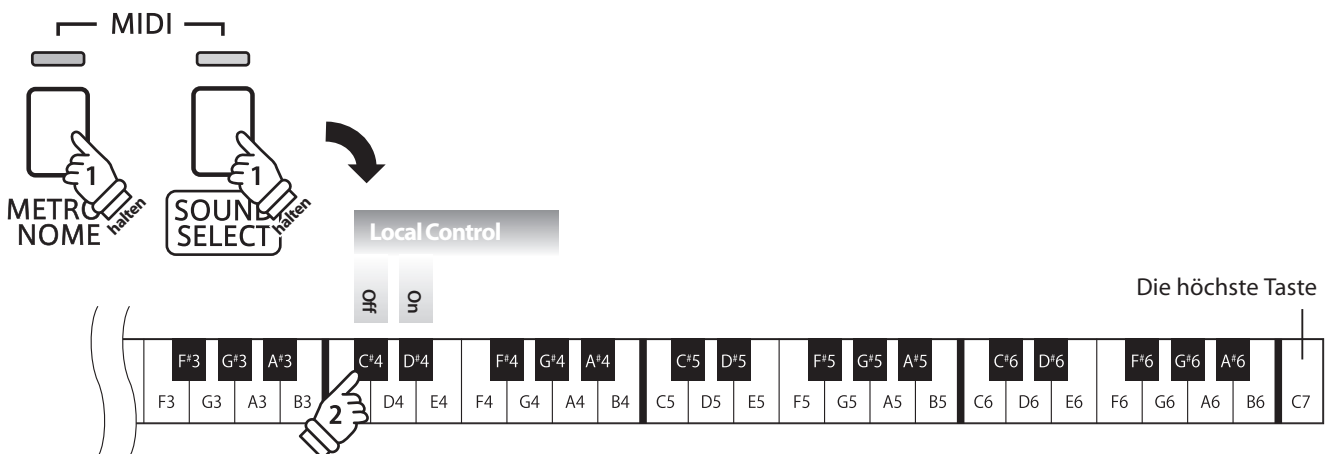 MIDI
1
1
METRO
NOME
halten
SOUND
SELECT
halten
Local Control
Off
On
Die höchste Taste
F#3 G#3 A#3 C#4 D#4 F#4 G#4 A#4 C#5 D#5 F#5 G#5 A#5 C#6 D#6 F#6 G#6 A#6
F3 G3 A3 B3 D4 E4 F4 G4 A4 B4 C5 D5 E5 F5 G5 A5 B5 C6 D6 E6 F6 G6 A6 B6 C7
2